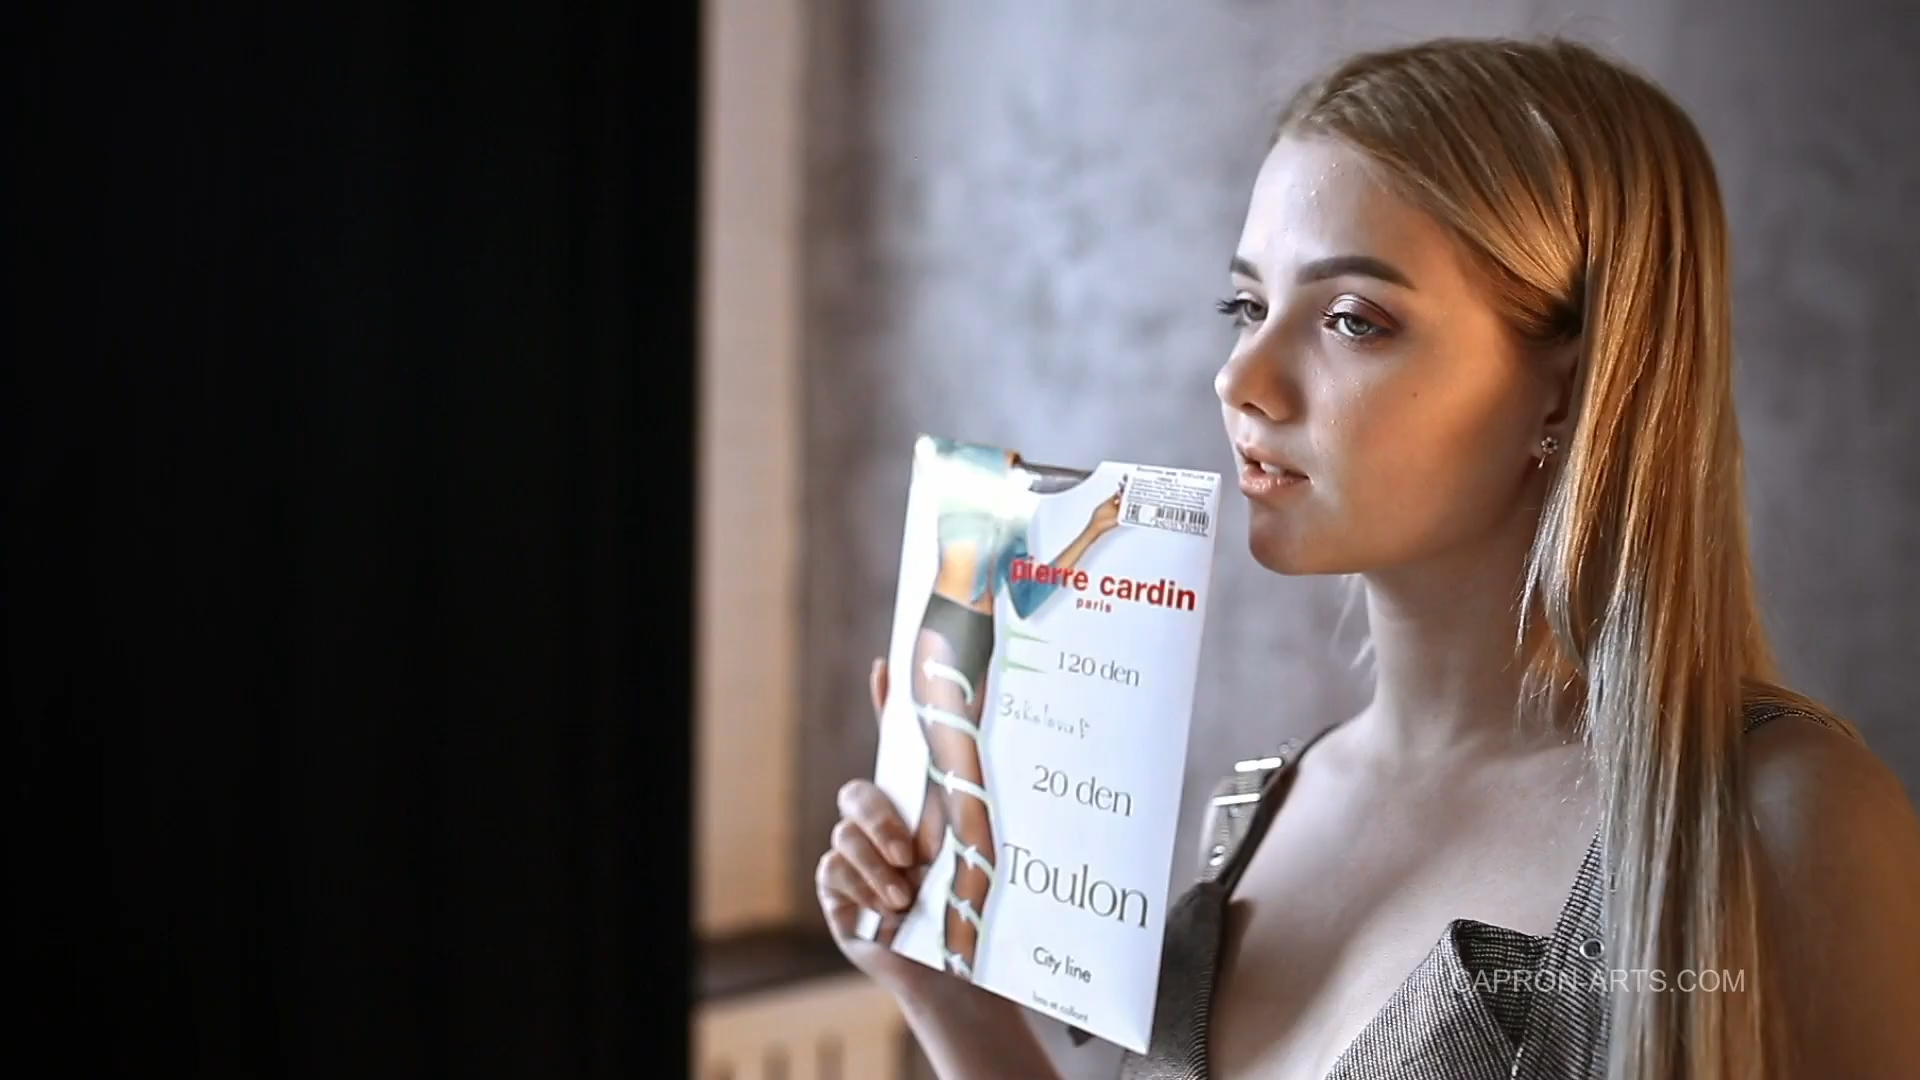 pierre cardin
paris
120 den
20 den
Toulon
City line
CAPRON-ARTS.COM